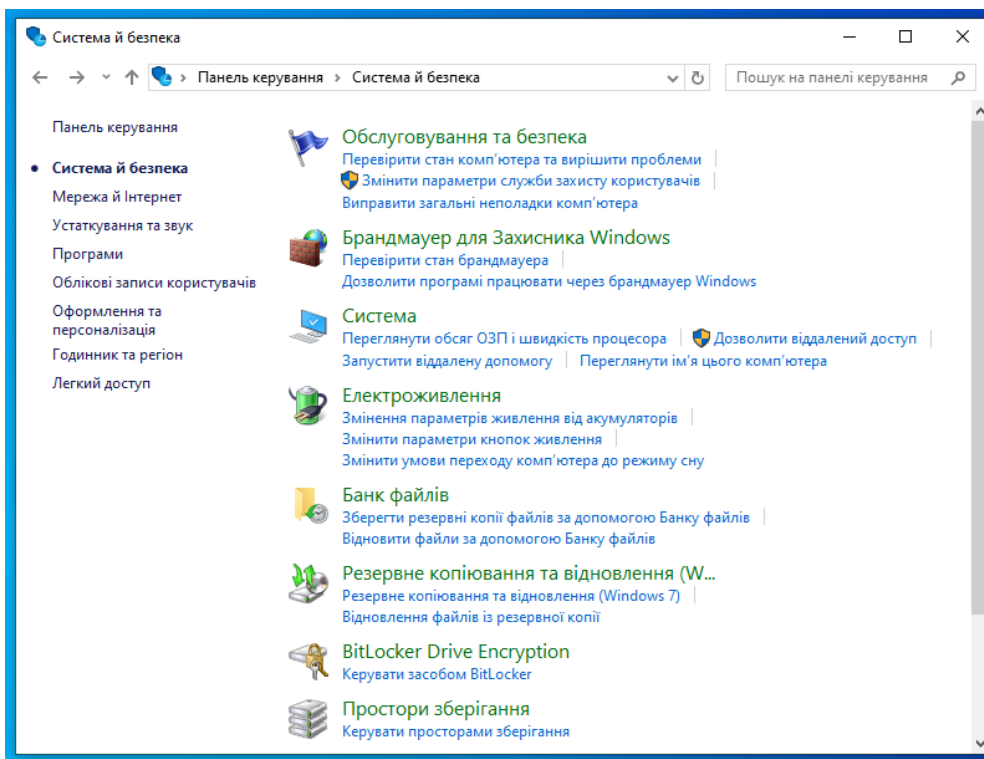 Система й безпека
Панель керування › Система й безпека
Пошук на панелі керування
Панель керування
Система й безпека
Мережа й Інтернет
Устаткування та звук
Програми
Облікові записи користувачів
Оформлення та
персоналізація
Годинник та регіон
Легкий доступ
Обслуговування та безпека
Перевірити стан комп'ютера та вирішити проблеми
Змінити параметри служби захисту користувачів
Виправити загальні неполадки комп'ютера
Брандмауер для Захисника Windows
Перевірити стан брандмауера
Дозволити програмі працювати через брандмауер Windows
Система
Переглянути обсяг ОЗП і швидкість процесора Дозволити віддалений доступ
Запустити віддалену допомогу Переглянути ім'я цього комп'ютера
Електроживлення
Змінення параметрів живлення від акумуляторів
Змінити параметри кнопок живлення
Змінити умови переходу комп'ютера до режиму сну
Банк файлів
Зберегти резервні копії файлів за допомогою Банку файлів
Відновити файли за допомогою Банку файлів
Резервне копіювання та відновлення (W...
Резервне копіювання та відновлення (Windows 7)
Відновлення файлів із резервної копії
BitLocker Drive Encryption
Керувати засобом BitLocker
Простори зберігання
Керувати просторами зберігання